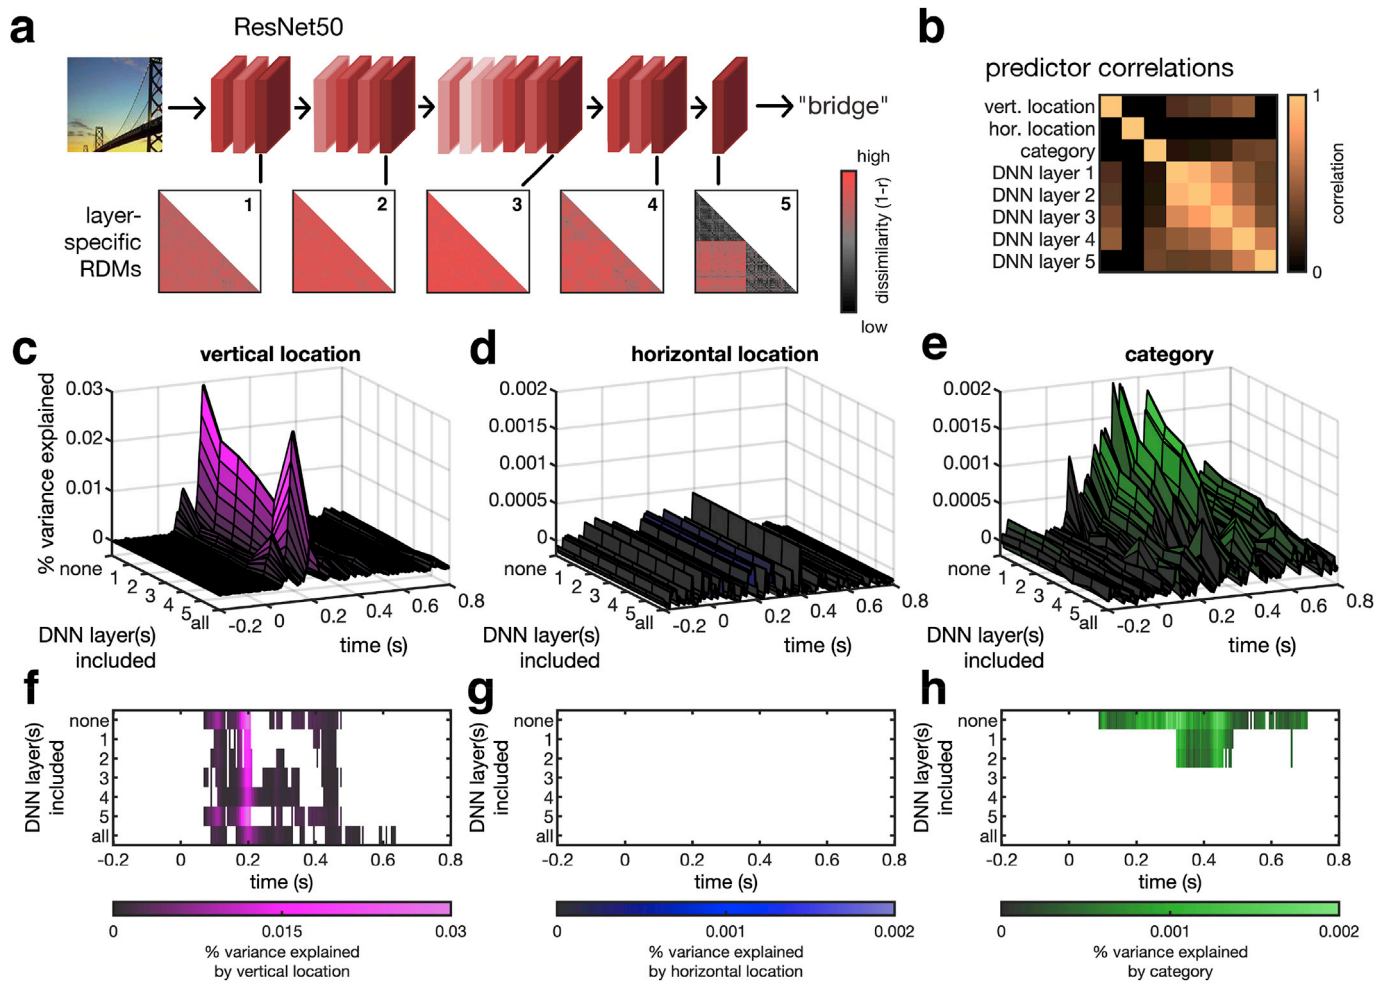 a
ResNet50
"bridge"
high
dissimilarity (1-r)
low
layer-
specific
RDMs
1
2
3
4
5
b
predictor correlations
vert. location
hor. location
category
DNN layer 1
DNN layer 2
DNN layer 3
DNN layer 4
DNN layer 5
1
correlation
0
c
vertical location
% variance explained
0.03
0.02
0.01
0
none
1
2
3
4
5
all
DNN layer(s)
included
-0.2
0
0.2
0.4
0.6
0.8
time (s)
d
horizontal location
0.002
0.0015
0.001
0.0005
0
none
1
2
3
4
5
all
DNN layer(s)
included
-0.2
0
0.2
0.4
0.6
0.8
time (s)
e
category
0.002
0.0015
0.001
0.0005
0
none
1
2
3
4
5
all
DNN layer(s)
included
-0.2
0
0.2
0.4
0.6
0.8
time (s)
f
DNN layer(s)
included
none
1
2
3
4
5
all
-0.2 0 0.2 0.4 0.6 0.8
time (s)
0 0.015 0.03
% variance explained
by vertical location
g
DNN layer(s)
included
none
1
2
3
4
5
all
-0.2 0 0.2 0.4 0.6 0.8
time (s)
0 0.001 0.002
% variance explained
by horizontal location
h
DNN layer(s)
included
none
1
2
3
4
5
all
-0.2 0 0.2 0.4 0.6 0.8
time (s)
0 0.001 0.002
% variance explained
by category